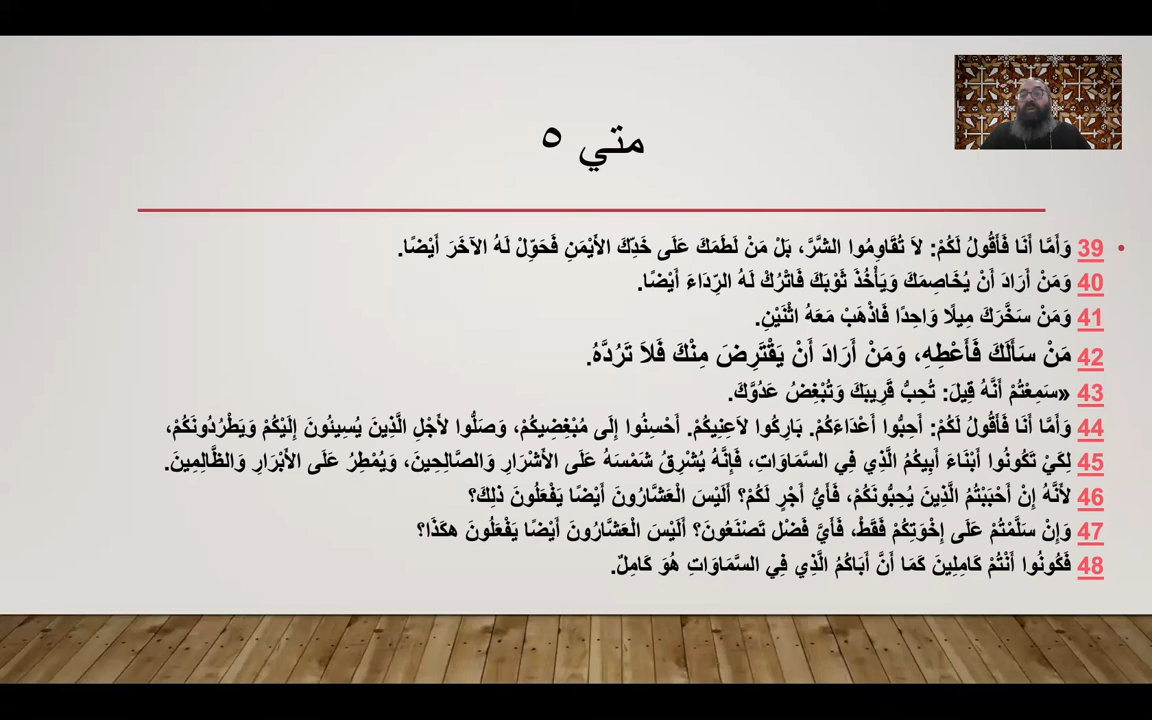 متي ٥
• 39 وَأَمَّا أَنَا فَأَقُولُ لَكُمْ: لاَ تُقَاوِمُوا الشَّرَّ، بَلْ مَنْ لَطَمَكَ عَلَى خَدِّكَ الأَيْمَنِ فَحَوِّلْ لَهُ الآخَرَ أَيْضًا.
40 وَمَنْ أَرَادَ أَنْ يُخَاصِمَكَ وَيَأْخُذَ ثَوْبَكَ فَاتْرُكْ لَهُ الرِّدَاءَ أَيْضًا.
41 وَمَنْ سَخَّرَكَ مِيلًا وَاحِدًا فَاذْهَبْ مَعَهُ اثْنَيْنِ.
42 مَنْ سَأَلَكَ فَأَعْطِهِ، وَمَنْ أَرَادَ أَنْ يَقْتَرِضَ مِنْكَ فَلاَ تَرُدَّهُ.
43 «سَمِعْتُمْ أَنَّهُ قِيلَ: تُحِبُّ قَرِيبَكَ وَتُبْغِضُ عَدُوَّكَ.
44 وَأَمَّا أَنَا فَأَقُولُ لَكُمْ: أَحِبُّوا أَعْدَاءَكُمْ. بَارِكُوا لاَعِنِيكُمْ. أَحْسِنُوا إِلَى مُبْغِضِيكُمْ، وَصَلُّوا لأَجْلِ الَّذِينَ يُسِيئُونَ إِلَيْكُمْ وَيَطْرُدُونَكُمْ،
45 لِكَيْ تَكُونُوا أَبْنَاءَ أَبِيكُمُ الَّذِي فِي السَّمَاوَاتِ، فَإِنَّهُ يُشْرِقُ شَمْسَهُ عَلَى الأَشْرَارِ وَالصَّالِحِينَ، وَيُمْطِرُ عَلَى الأَبْرَارِ وَالظَّالِمِينَ.
46 لأَنَّهُ إِنْ أَحْبَبْتُمُ الَّذِينَ يُحِبُّونَكُمْ، فَأَيُّ أَجْرٍ لَكُمْ؟ أَلَيْسَ الْعَشَّارُونَ أَيْضًا يَفْعَلُونَ ذلِكَ؟
47 وَإِنْ سَلَّمْتُمْ عَلَى إِخْوَتِكُمْ فَقَطْ، فَأَيَّ فَضْل تَصْنَعُونَ؟ أَلَيْسَ الْعَشَّارُونَ أَيْضًا يَفْعَلُونَ هكَذَا؟
48 فَكُونُوا أَنْتُمْ كَامِلِينَ كَمَا أَنَّ أَبَاكُمُ الَّذِي فِي السَّمَاوَاتِ هُوَ كَامِلٌ.